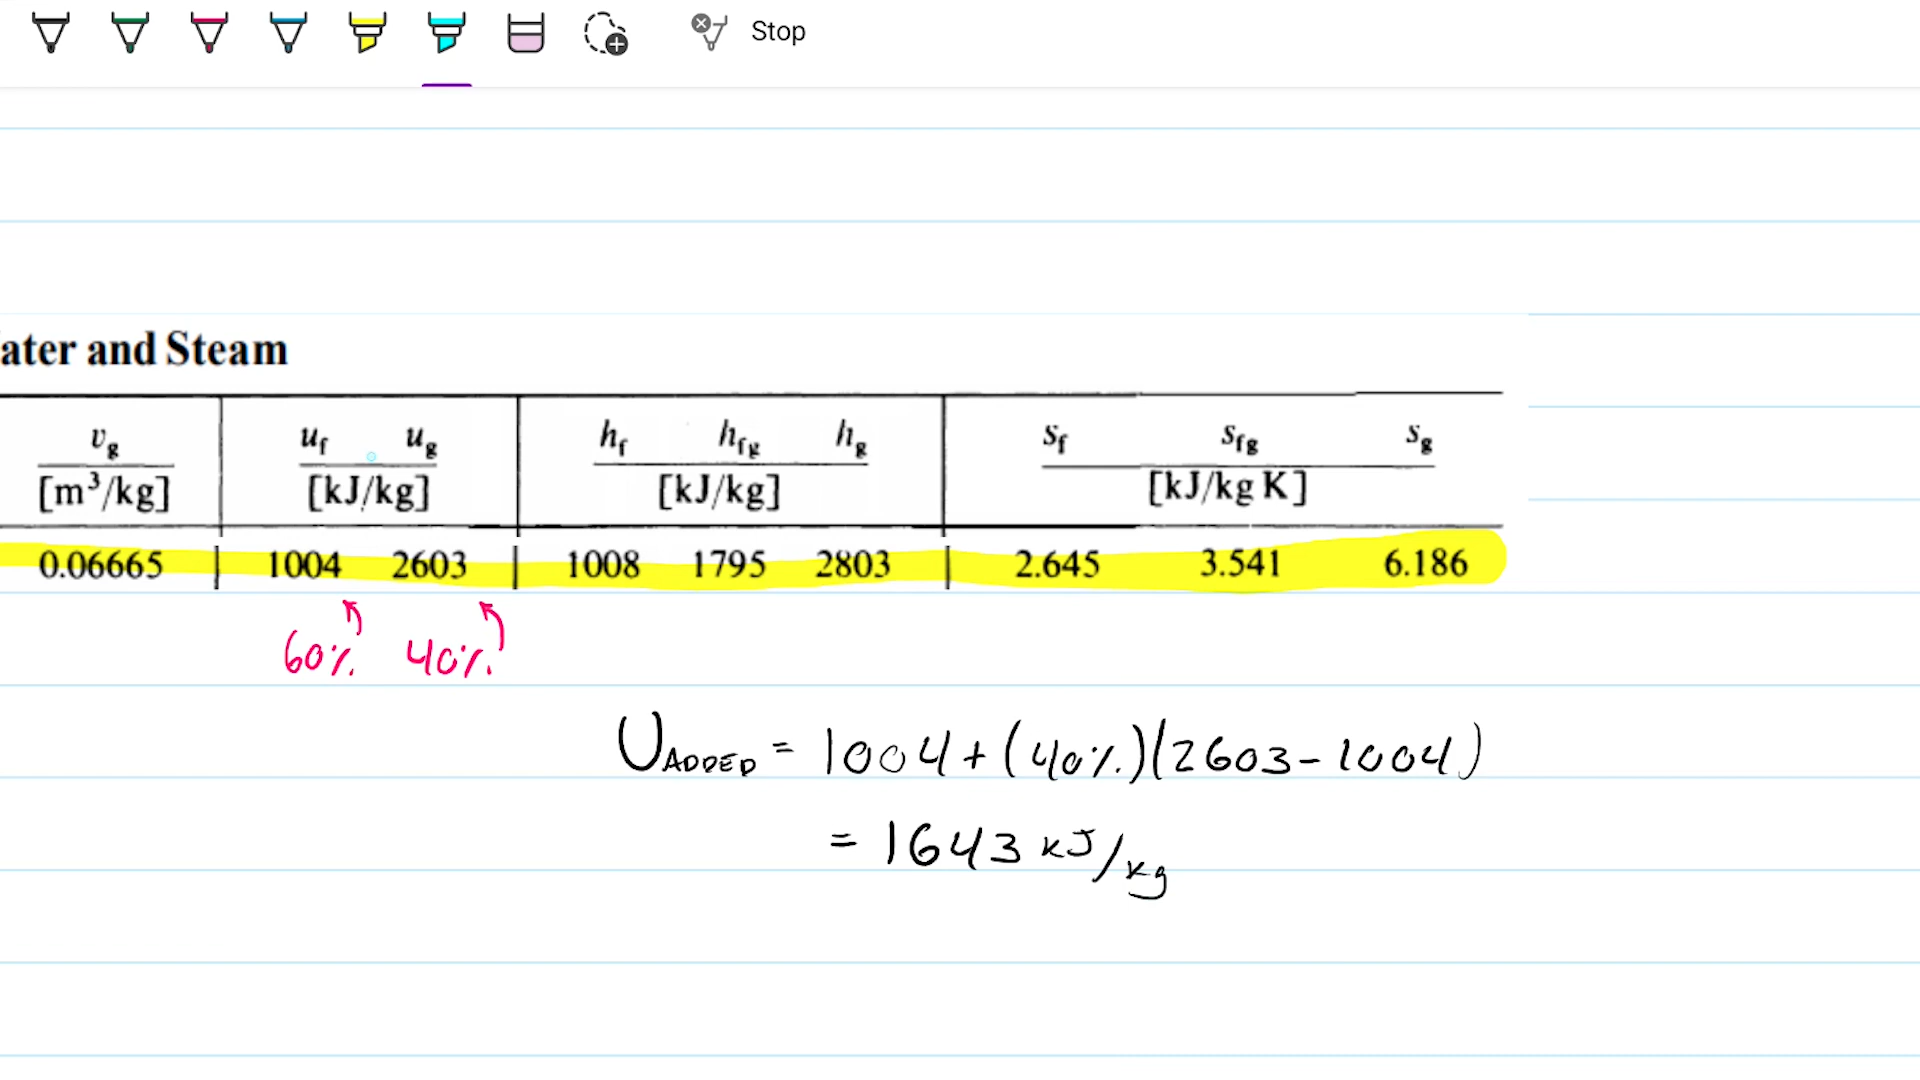 Stop
ater and Steam
v_g | u_f u_g | h_f h_fg h_g | s_f s_fg s_g
[m³/kg] | [kJ/kg] | [kJ/kg] | [kJ/kg K]
0.06665 | 1004 2603 | 1008 1795 2803 | 2.645 3.541 6.186
60% 40%
U_ADDED = 1004 + (40%)(2603 - 1004)
= 1643 kJ/kg